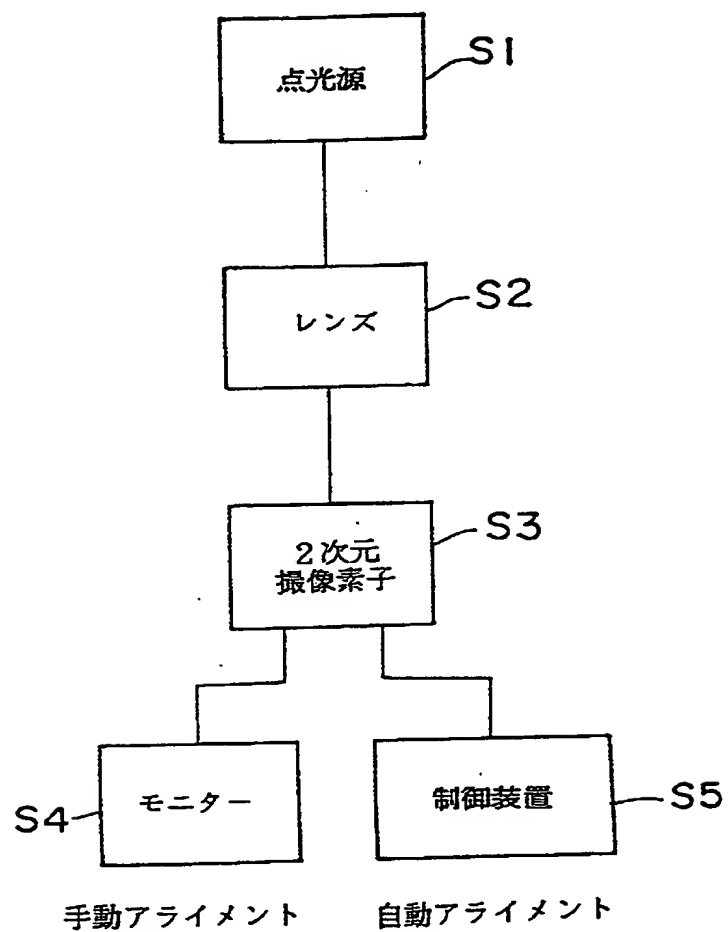 点光源
S1
レンズ
S2
2次元
撮像素子
S3
モニター
S4
制御装置
S5
手動アライメント
自動アライメント